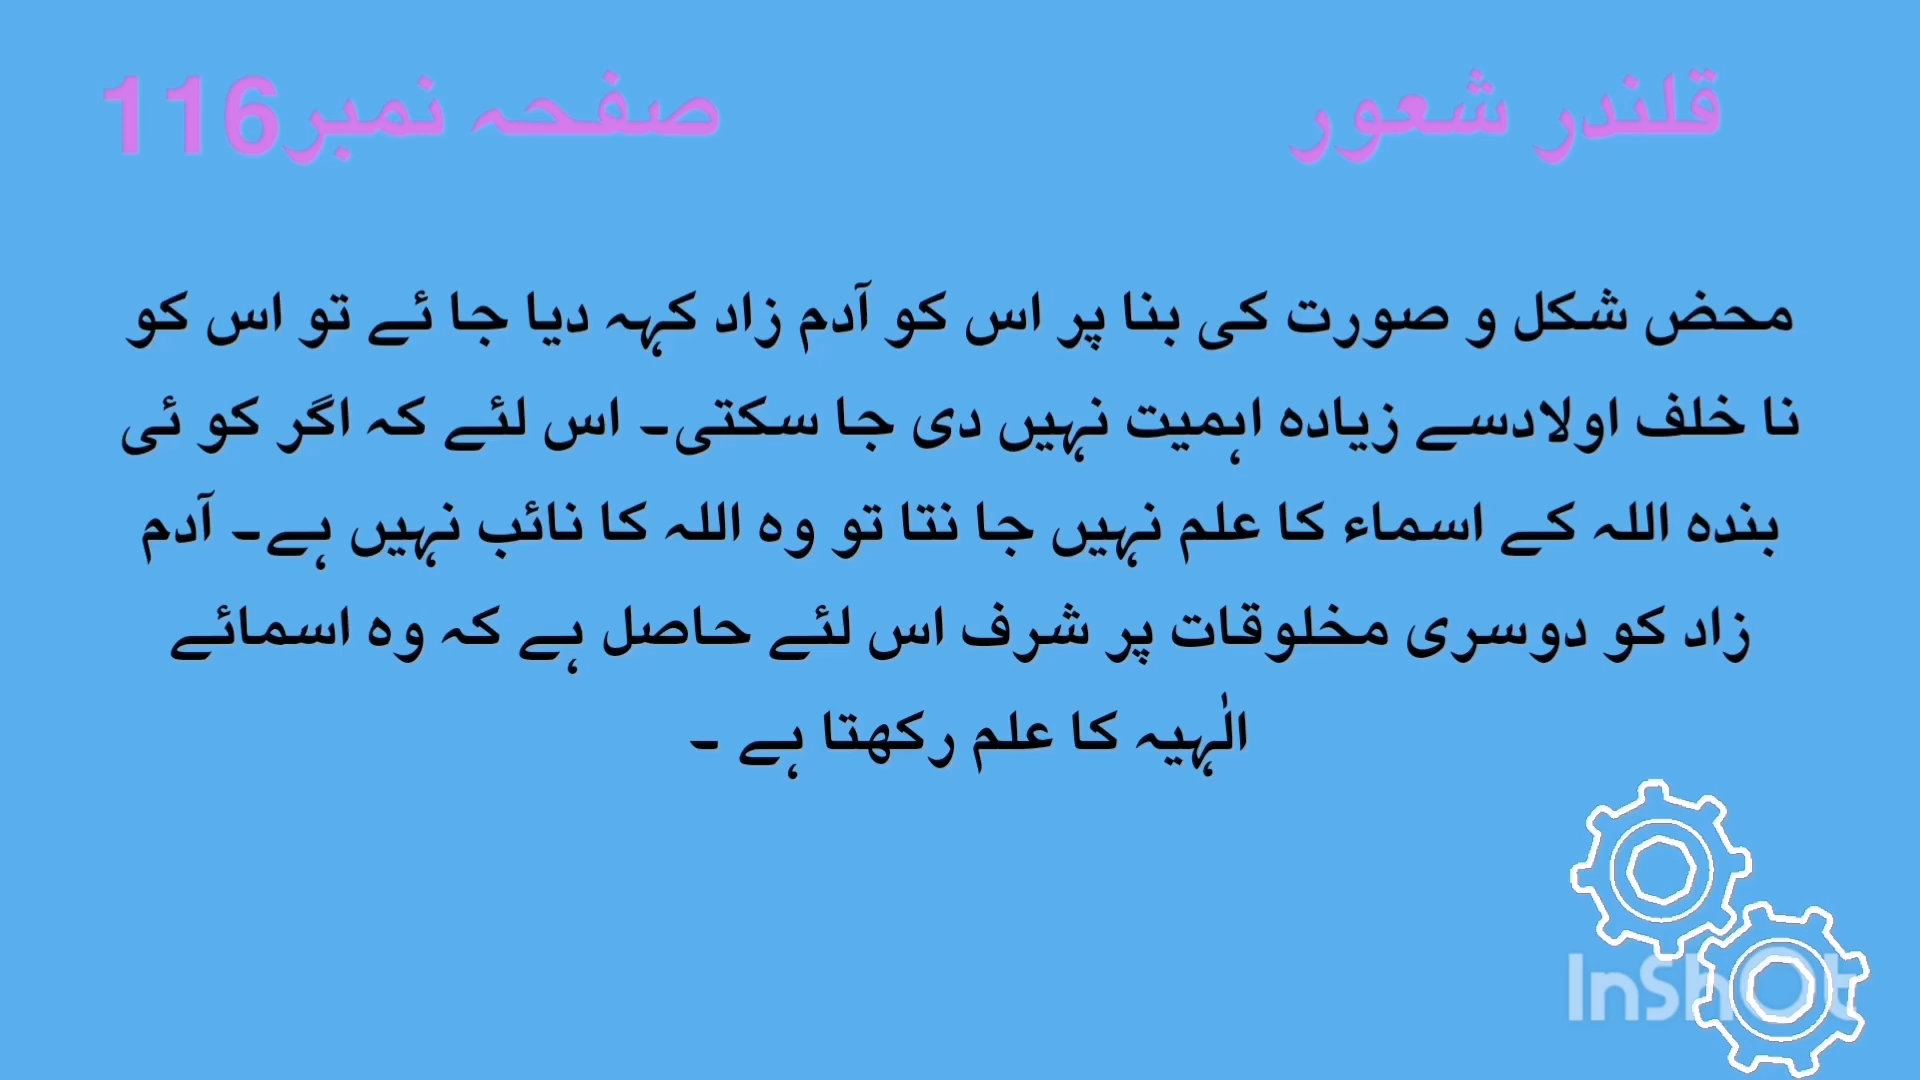 قلندر شعور صفحہ نمبر116
محض شکل و صورت کی بنا پر اس کو آدم زاد کہہ دیا جا ئے تو اس کو
نا خلف اولادسے زیادہ اہمیت نہیں دی جا سکتی۔ اس لئے کہ اگر کو ئی
بندہ اللہ کے اسماء کا علم نہیں جا نتا تو وہ اللہ کا نائب نہیں ہے۔ آدم
زاد کو دوسری مخلوقات پر شرف اس لئے حاصل ہے کہ وہ اسمائے
الٰہیہ کا علم رکھتا ہے ۔
InShot